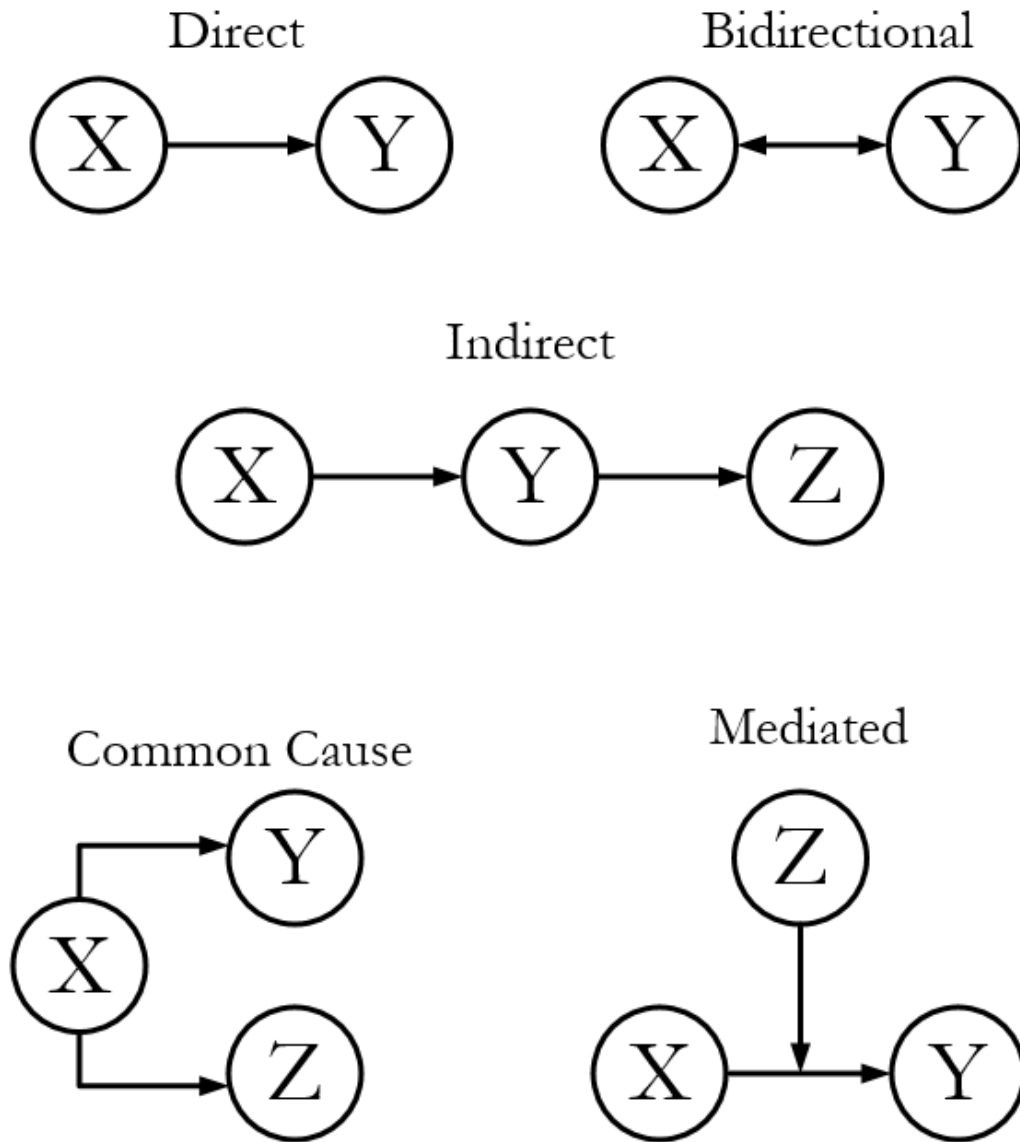 Direct
Bidirectional
X Y
X Y
Indirect
X Y Z
Common Cause
Y
X
Z
Mediated
Z
X Y